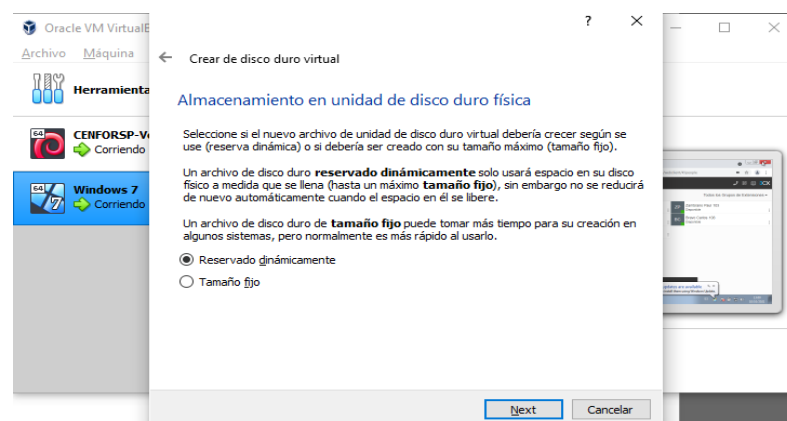 Oracle VM VirtualB
?
Archivo Máquina
Crear de disco duro virtual
Herramienta
Almacenamiento en unidad de disco duro física
64
CENFORSP-V
Corriendo
Seleccione si el nuevo archivo de unidad de disco duro virtual debería crecer según se
use (reserva dinámica) o si debería ser creado con su tamaño máximo (tamaño fijo).
Un archivo de disco duro reservado dinámicamente solo usará espacio en su disco
físico a medida que se llena (hasta un máximo tamaño fijo), sin embargo no se reducirá
de nuevo automáticamente cuando el espacio en él se libere.
64
7
Windows 7
Corriendo
Un archivo de disco duro de tamaño fijo puede tomar más tiempo para su creación en
algunos sistemas, pero normalmente es más rápido al usarlo.
Reservado dinámicamente
Tamaño fijo
Next
Cancelar